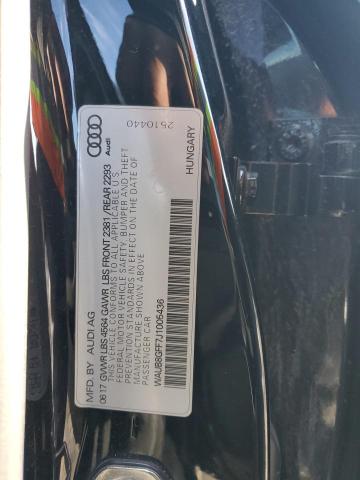 2510440
Audi
MFD. BY AUDI AG
06 17 GVWR LBS 4564 GAWR LBS FRONT 2381 / REAR 2293
THIS VEHICLE CONFORMS TO ALL APPLICABLE U.S.
FEDERAL MOTOR VEHICLE SAFETY, BUMPER AND THEFT
PREVENTION STANDARDS IN EFFECT ON THE DATE OF
MANUFACTURE SHOWN ABOVE
PASSENGER CAR
WAUB8GFF7J1005436
HUNGARY